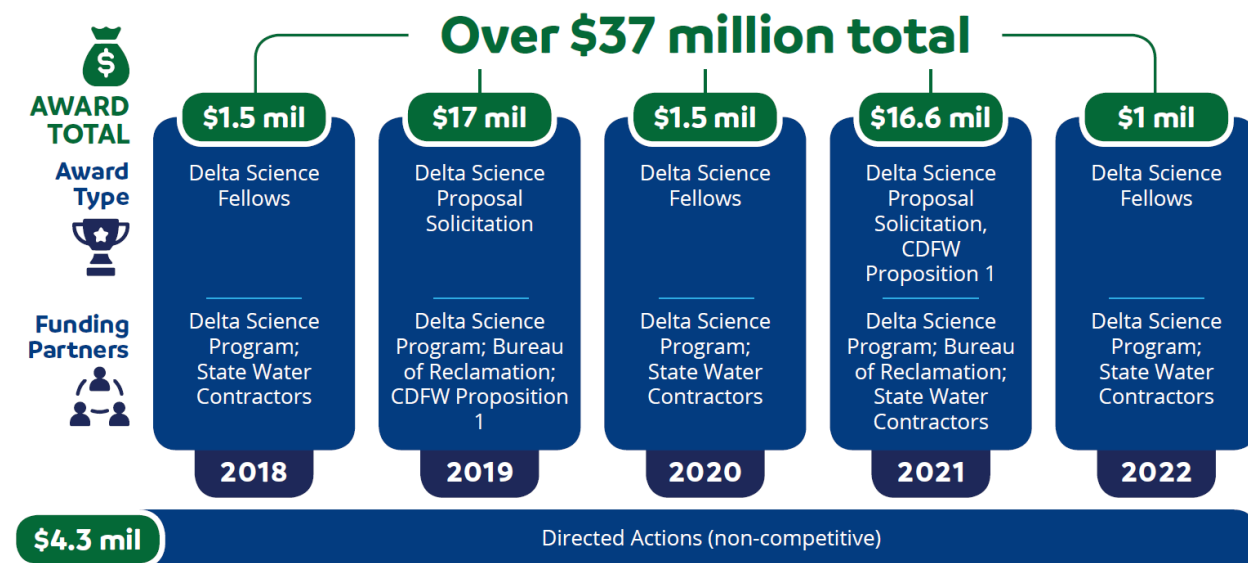 Over $37 million total
$
AWARD
TOTAL
$1.5 mil
$17 mil
$1.5 mil
$16.6 mil
$1 mil
Award
Type
Delta Science
Fellows
Delta Science
Proposal
Solicitation
Delta Science
Fellows
Delta Science
Proposal
Solicitation,
CDFW
Proposition 1
Delta Science
Fellows
Funding
Partners
Delta Science
Program;
State Water
Contractors
Delta Science
Program; Bureau
of Reclamation;
CDFW Proposition
1
Delta Science
Program;
State Water
Contractors
Delta Science
Program; Bureau
of Reclamation;
State Water
Contractors
Delta Science
Program;
State Water
Contractors
2018
2019
2020
2021
2022
$4.3 mil
Directed Actions (non-competitive)